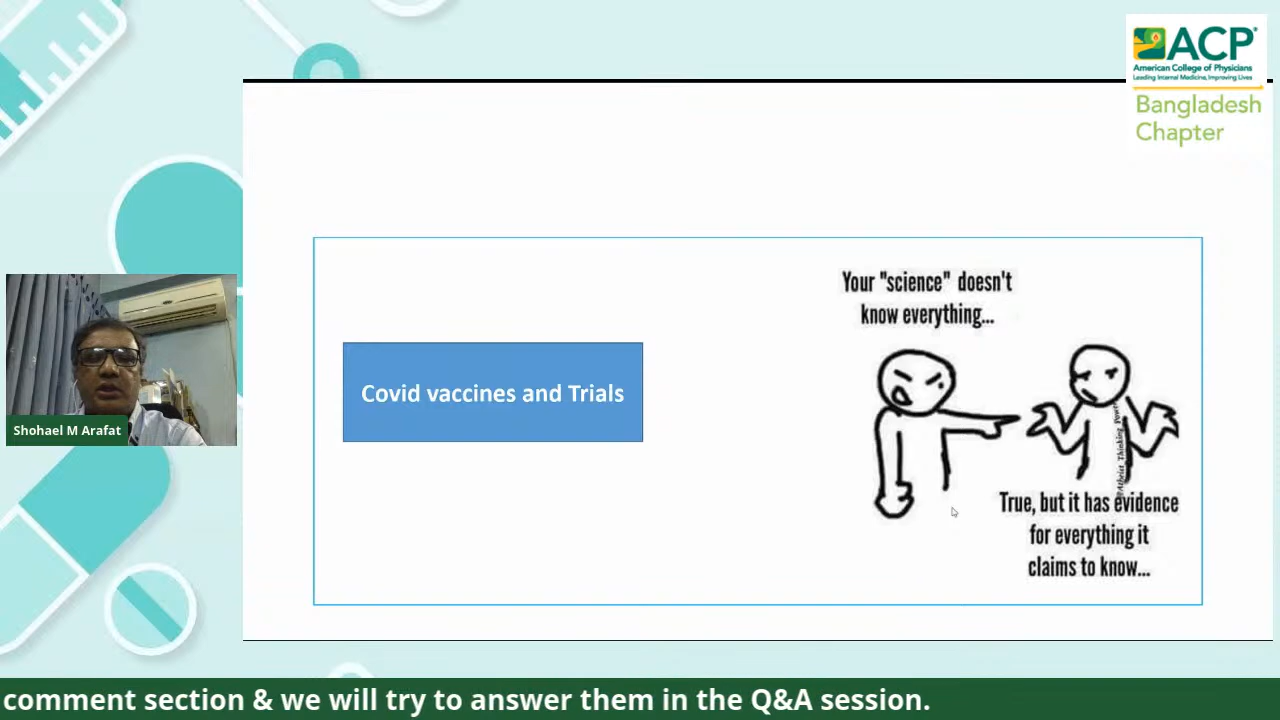 ACP
American College of Physicians
Leading Internal Medicine, Improving Lives
Bangladesh
Chapter
Your "science" doesn't
know everything...
Covid vaccines and Trials
@Atheist_Thinking_Power
Shohael M Arafat
True, but it has evidence
for everything it
claims to know...
comment section & we will try to answer them in the Q&A session.